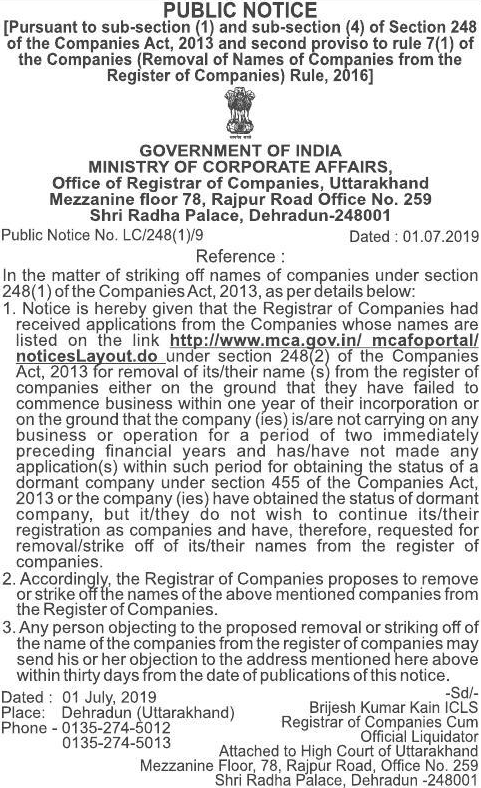 PUBLIC NOTICE
[Pursuant to sub-section (1) and sub-section (4) of Section 248
of the Companies Act, 2013 and second proviso to rule 7(1) of
the Companies (Removal of Names of Companies from the
Register of Companies) Rule, 2016]
GOVERNMENT OF INDIA
MINISTRY OF CORPORATE AFFAIRS,
Office of Registrar of Companies, Uttarakhand
Mezzanine floor 78, Rajpur Road Office No. 259
Shri Radha Palace, Dehradun-248001
Public Notice No. LC/248(1)/9 Dated : 01.07.2019
Reference :
In the matter of striking off names of companies under section
248(1) of the Companies Act, 2013, as per details below:
1. Notice is hereby given that the Registrar of Companies had
received applications from the Companies whose names are
listed on the link http://www.mca.gov.in/ mcafoportal/
noticesLayout.do under section 248(2) of the Companies
Act, 2013 for removal of its/their name (s) from the register of
companies either on the ground that they have failed to
commence business within one year of their incorporation or
on the ground that the company (ies) is/are not carrying on any
business or operation for a period of two immediately
preceding financial years and has/have not made any
application(s) within such period for obtaining the status of a
dormant company under section 455 of the Companies Act,
2013 or the company (ies) have obtained the status of dormant
company, but it/they do not wish to continue its/their
registration as companies and have, therefore, requested for
removal/strike off of its/their names from the register of
companies.
2. Accordingly, the Registrar of Companies proposes to remove
or strike off the names of the above mentioned companies from
the Register of Companies.
3. Any person objecting to the proposed removal or striking off of
the name of the companies from the register of companies may
send his or her objection to the address mentioned here above
within thirty days from the date of publications of this notice.
Dated : 01 July, 2019
Place: Dehradun (Uttarakhand)
Phone - 0135-274-5012
0135-274-5013
-Sd/-
Brijesh Kumar Kain ICLS
Registrar of Companies Cum
Official Liquidator
Attached to High Court of Uttarakhand
Mezzanine Floor, 78, Rajpur Road, Office No. 259
Shri Radha Palace, Dehradun -248001